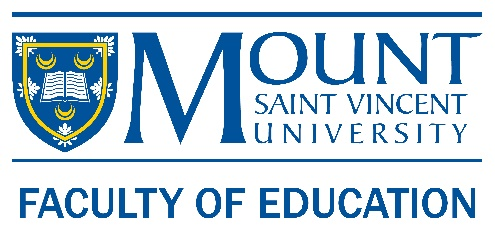 MOUNT
SAINT VINCENT
UNIVERSITY
FACULTY OF EDUCATION